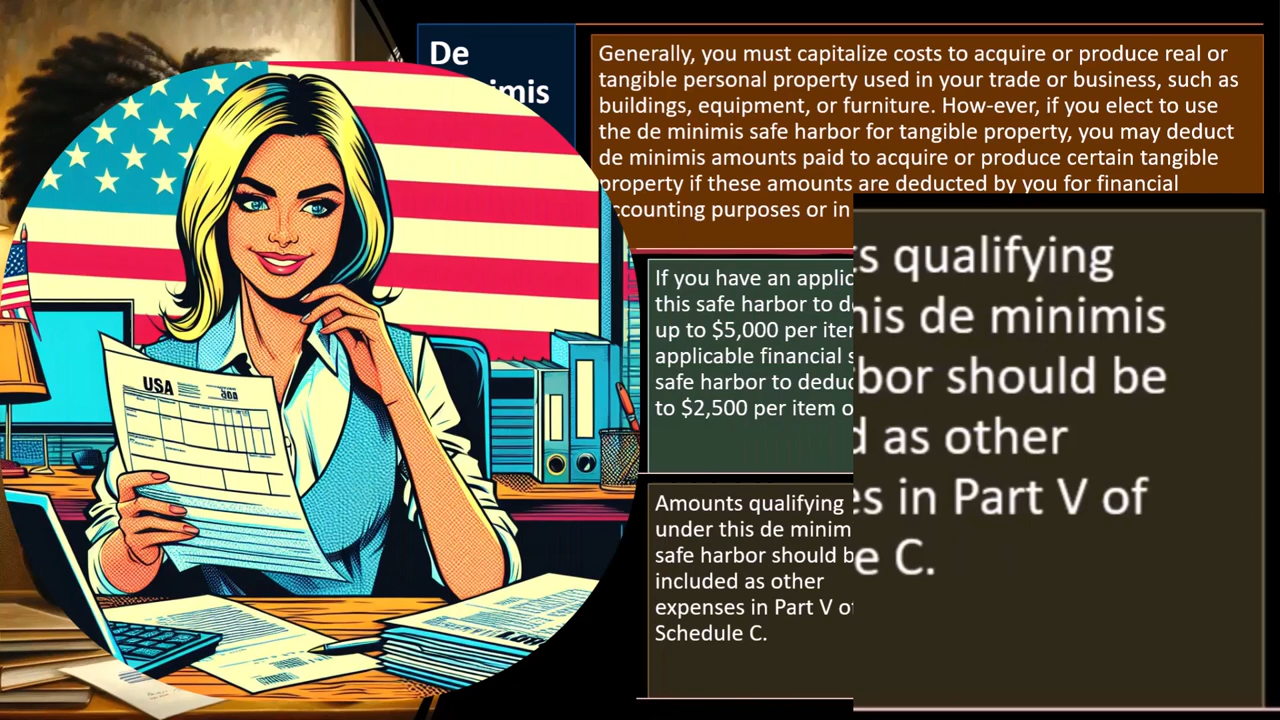 De
imis
Generally, you must capitalize costs to acquire or produce real or
tangible personal property used in your trade or business, such as
buildings, equipment, or furniture. How-ever, if you elect to use
the de minimis safe harbor for tangible property, you may deduct
de minimis amounts paid to acquire or produce certain tangible
property if these amounts are deducted by you for financial
ccounting purposes or in
If you have an applic
this safe harbor to d
up to $5,000 per iter
applicable financial s
safe harbor to deduc
to $2,500 per item o
Amounts qualifying
under this de minim
safe harbor should b
included as other
expenses in Part V of
Schedule C.
ts qualifying
his de minimis
bor should be
d as other
es in Part V of
e C.
USA